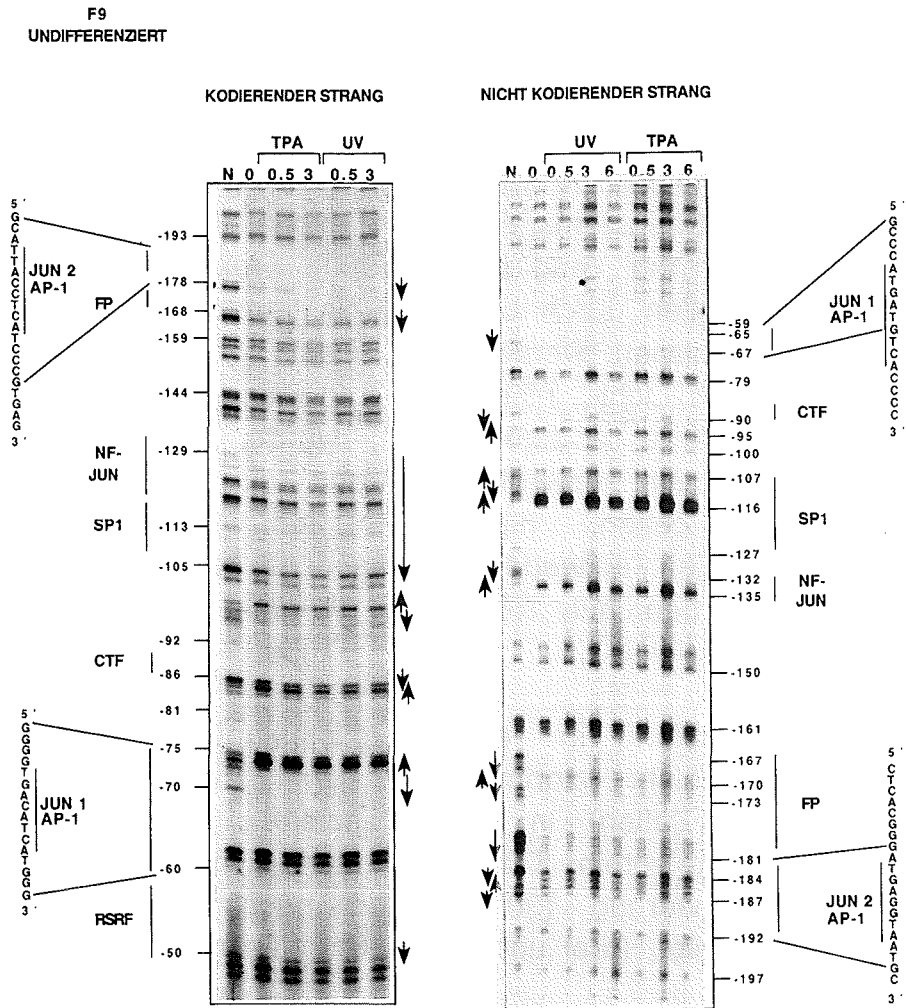 F9
UNDIFFERENZIERT
KODIERENDER STRANG
TPA UV
N 0 0.5 3 0.5 3
5'
GCATTACCTCATCCCGTGAG
3'
JUN 2
AP-1
FP
NF-
JUN
SP1
CTF
5'
GGGGTGACATCATGGG
3'
JUN 1
AP-1
RSRF
-193
-178
-168
-159
-144
-129
-113
-105
-92
-86
-81
-75
-70
-60
-50
NICHT KODIERENDER STRANG
UV TPA
N 0 0.5 3 6 0.5 3 6
-59
-65
-67
-79
-90
-95
-100
-107
-116
-127
-132
-135
-150
-161
-167
-170
-173
-181
-184
-187
-192
-197
5'
GCCCATGATGTCACCCC
3'
JUN 1
AP-1
CTF
SP1
NF-
JUN
FP
5'
CTCACGGGATGAGGTAATGC
3'
JUN 2
AP-1